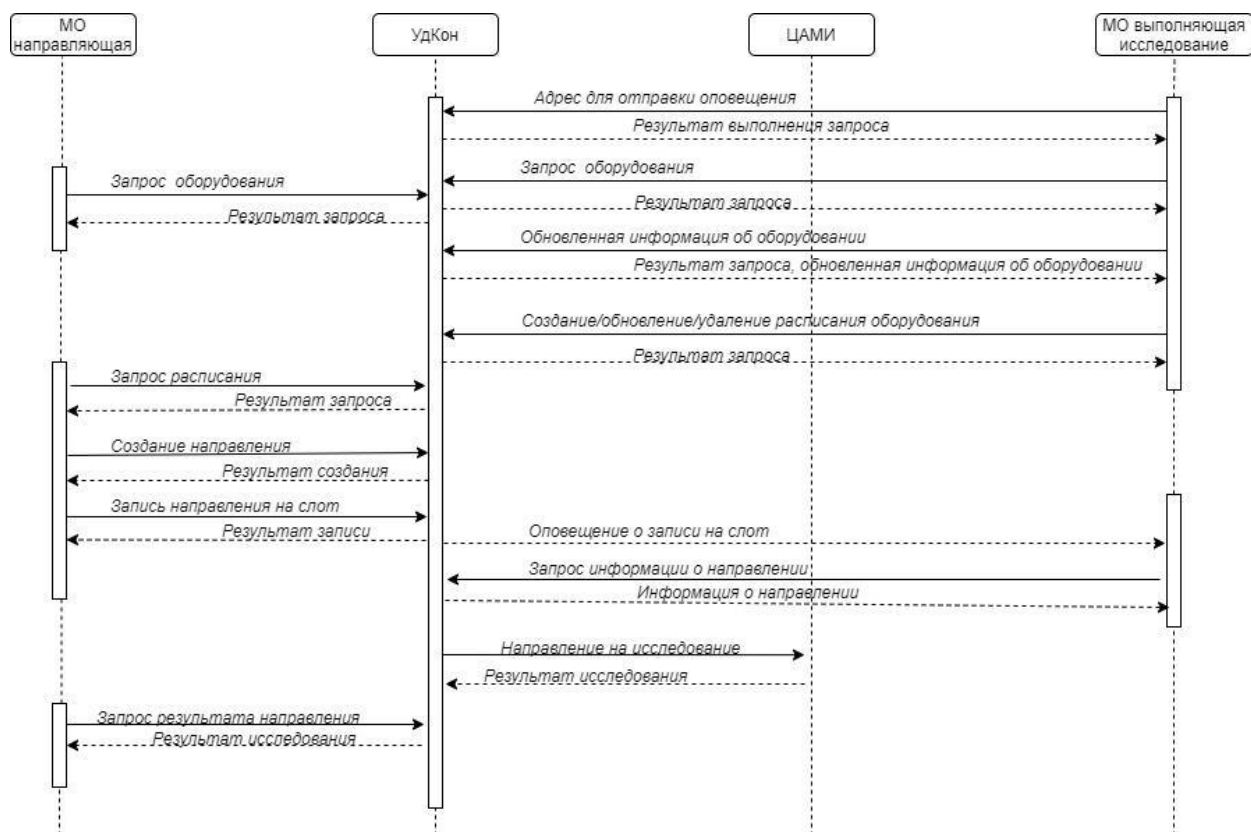 МО
направляющая
УдКон
ЦАМИ
МО выполняющая
исследование
Адрес для отправки оповещения
Результат выполнения запроса
Запрос оборудования
Запрос оборудования
Результат запроса
Результат запроса
Обновленная информация об оборудовании
Результат запроса, обновленная информация об оборудовании
Создание/обновление/удаление расписания оборудования
Результат запроса
Запрос расписания
Результат запроса
Создание направления
Результат создания
Запись направления на слот
Результат записи
Оповещение о записи на слот
Запрос информации о направлении
Информация о направлении
Направление на исследование
Результат исследования
Запрос результата направления
Результат исследования